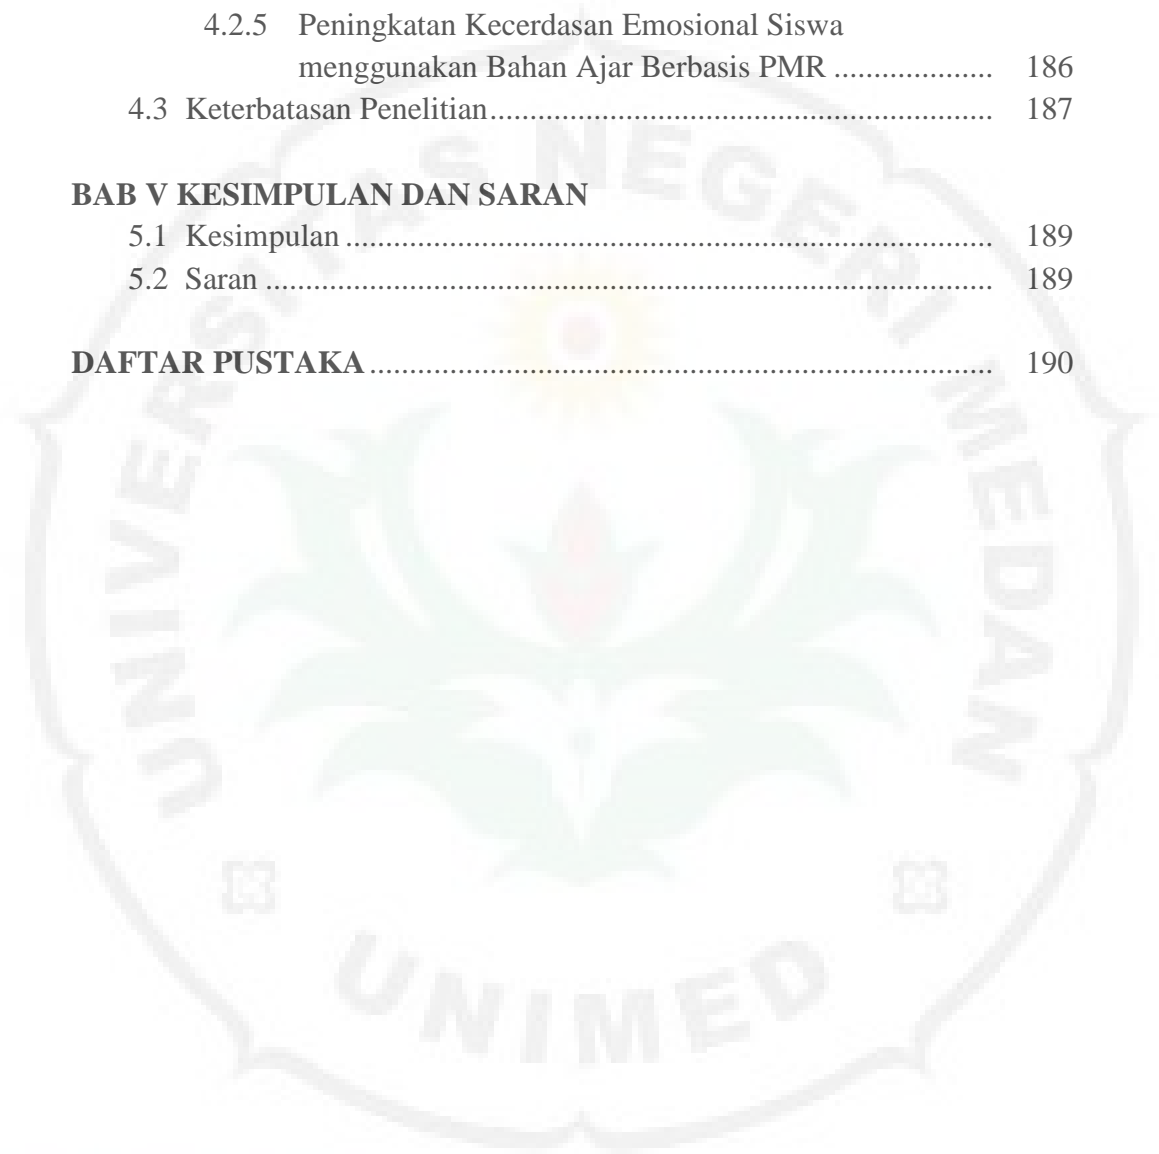 4.2.5 Peningkatan Kecerdasan Emosional Siswa
menggunakan Bahan Ajar Berbasis PMR .................... 186
4.3 Keterbatasan Penelitian............................................................... 187
BAB V KESIMPULAN DAN SARAN
5.1 Kesimpulan ................................................................................. 189
5.2 Saran ........................................................................................... 189
DAFTAR PUSTAKA .............................................................................. 190
UNIVERSITAS NEGERI MEDAN
UNIMED